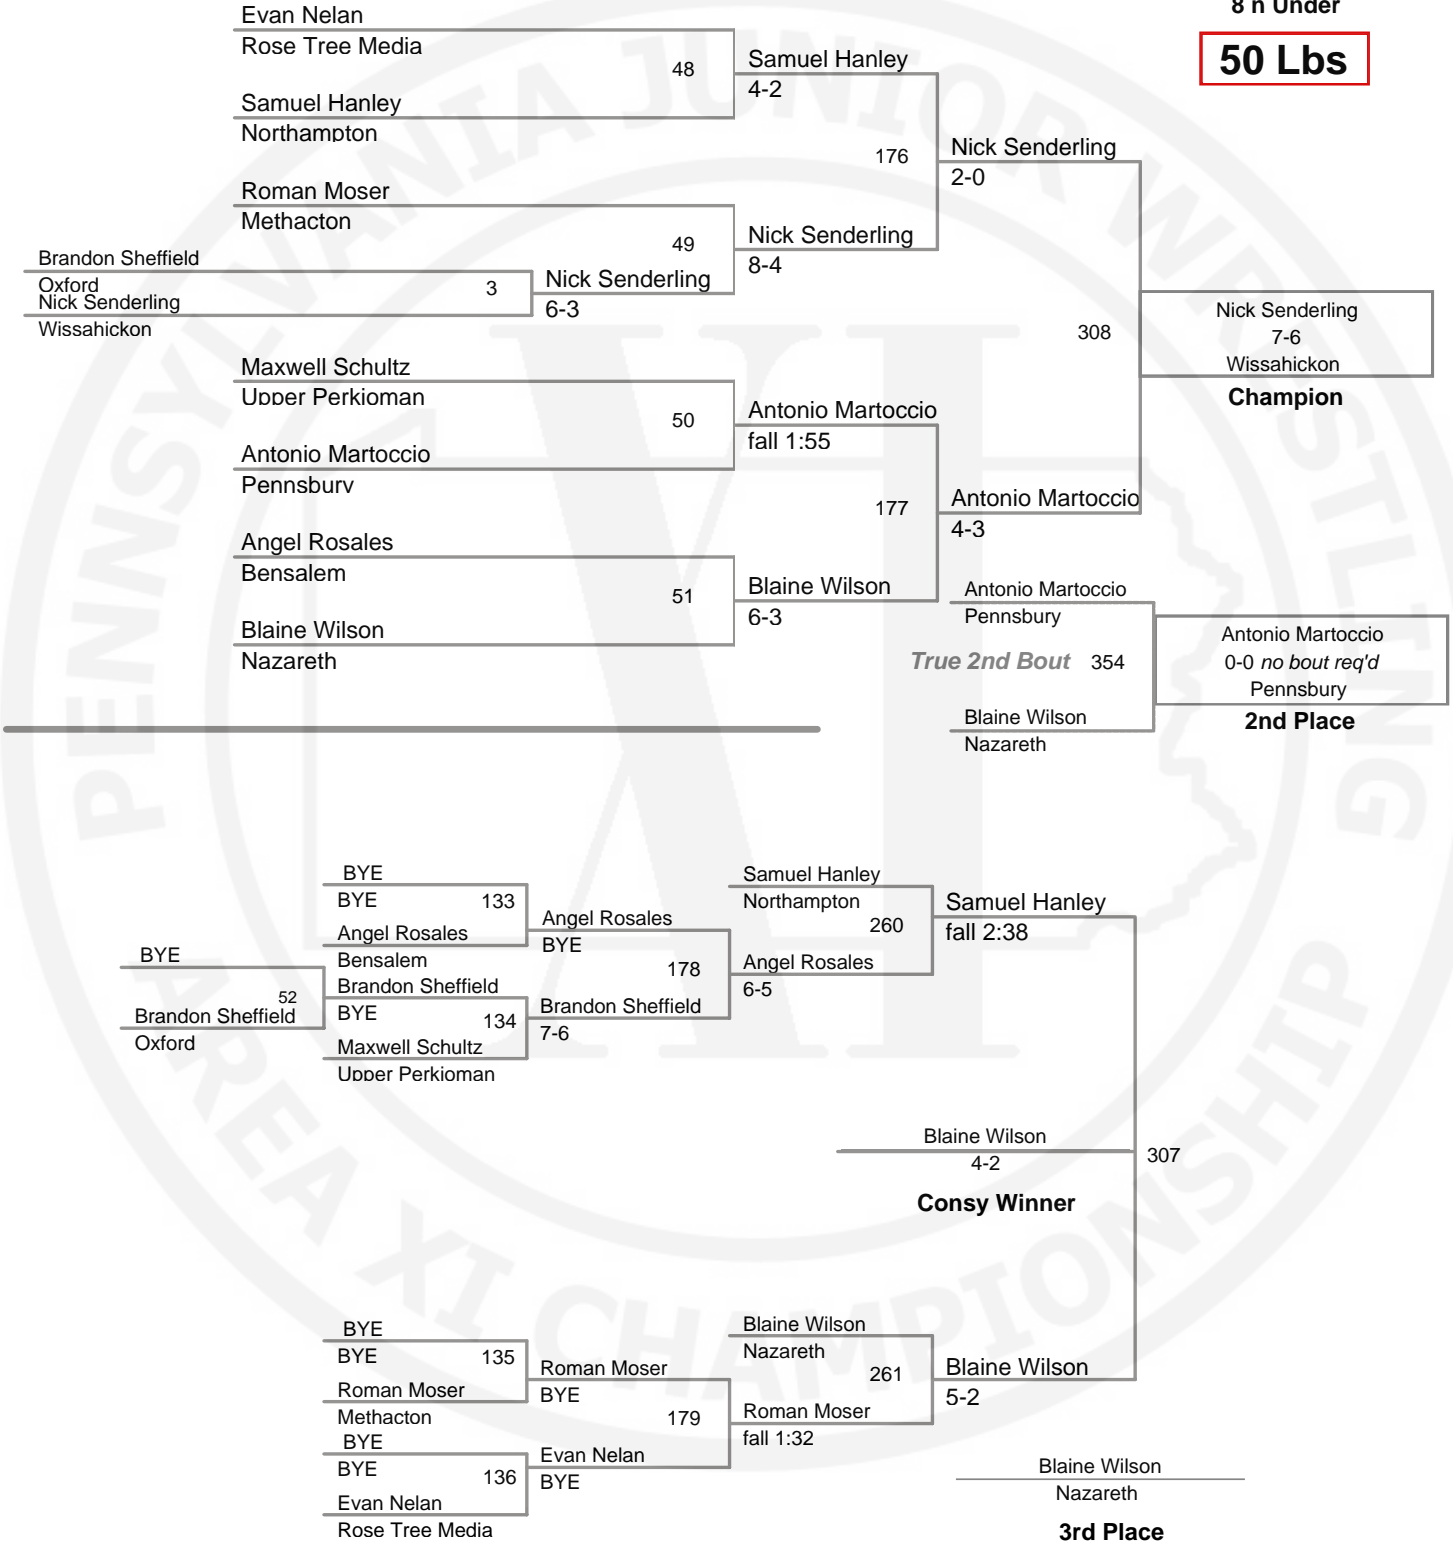 8 n Under
50 Lbs
Evan Nelan
Rose Tree Media
48
Samuel Hanley
4-2
Samuel Hanley
Northampton
176
Nick Senderling
2-0
Roman Moser
Methacton
49
Nick Senderling
8-4
Brandon Sheffield
Oxford
3
Nick Senderling
6-3
Nick Senderling
Wissahickon
308
Nick Senderling
7-6
Wissahickon
Champion
Maxwell Schultz
Upper Perkioman
50
Antonio Martoccio
fall 1:55
Antonio Martoccio
Pennsbury
177
Antonio Martoccio
4-3
Angel Rosales
Bensalem
51
Blaine Wilson
6-3
Blaine Wilson
Nazareth
Antonio Martoccio
Pennsbury
True 2nd Bout 354
Blaine Wilson
Nazareth
Antonio Martoccio
0-0 no bout req'd
Pennsbury
2nd Place
BYE
BYE
133
Angel Rosales
Bensalem
Angel Rosales
BYE
BYE
52
Brandon Sheffield
Oxford
Brandon Sheffield
BYE
134
Maxwell Schultz
Upper Perkioman
Brandon Sheffield
7-6
178
Samuel Hanley
Northampton
260
Angel Rosales
6-5
Samuel Hanley
fall 2:38
Blaine Wilson
4-2
307
Consy Winner
BYE
BYE
135
Roman Moser
Methacton
Roman Moser
BYE
BYE
BYE
136
Evan Nelan
Rose Tree Media
Evan Nelan
BYE
179
Blaine Wilson
Nazareth
261
Roman Moser
fall 1:32
Blaine Wilson
5-2
Blaine Wilson
Nazareth
3rd Place
PENNSYLVANIA JUNIOR WRESTLING
AREA XI CHAMPIONSHIP
XI